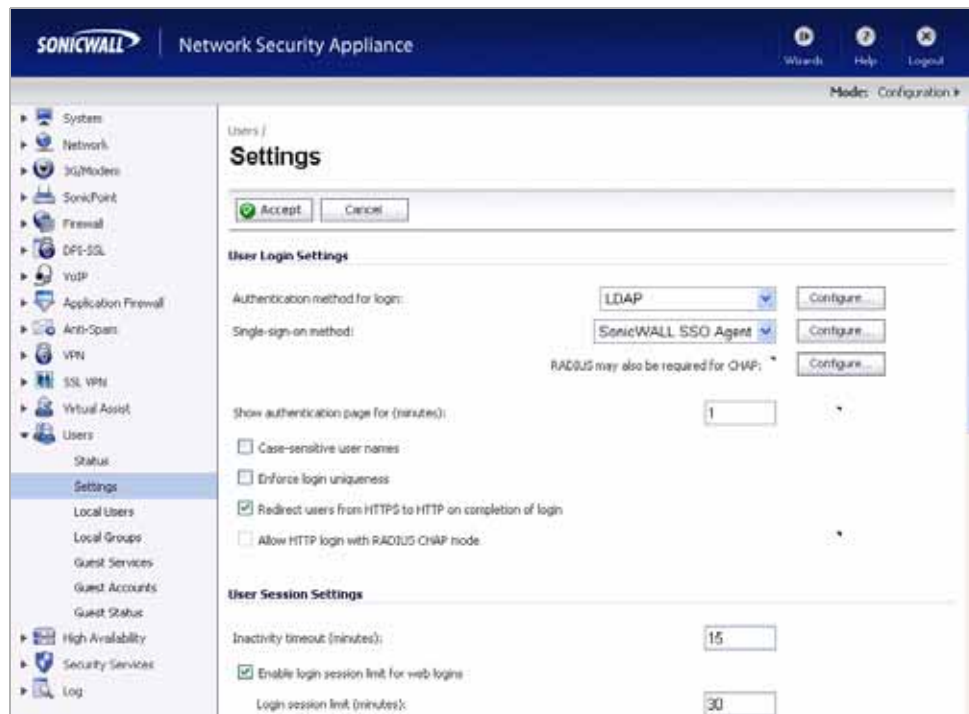 SONICWALL | Network Security Appliance
Wizards Help Logout
Mode: Configuration
System
Network
3G/Modem
SonicPoint
Firewall
DPI-SSL
VoIP
Application Firewall
Anti-Spam
VPN
SSL VPN
Virtual Assist
Users
Status
Settings
Local Users
Local Groups
Guest Services
Guest Accounts
Guest Status
High Availability
Security Services
Log
Users /
Settings
Accept Cancel
User Login Settings
Authentication method for login: LDAP Configure...
Single-sign-on method: SonicWALL SSO Agent Configure...
RADIUS may also be required for CHAP: * Configure...
Show authentication page for (minutes): 1 *
Case-sensitive user names
Enforce login uniqueness
Redirect users from HTTPS to HTTP on completion of login
Allow HTTP login with RADIUS CHAP mode *
User Session Settings
Inactivity timeout (minutes): 15
Enable login session limit for web logins
Login session limit (minutes): 30